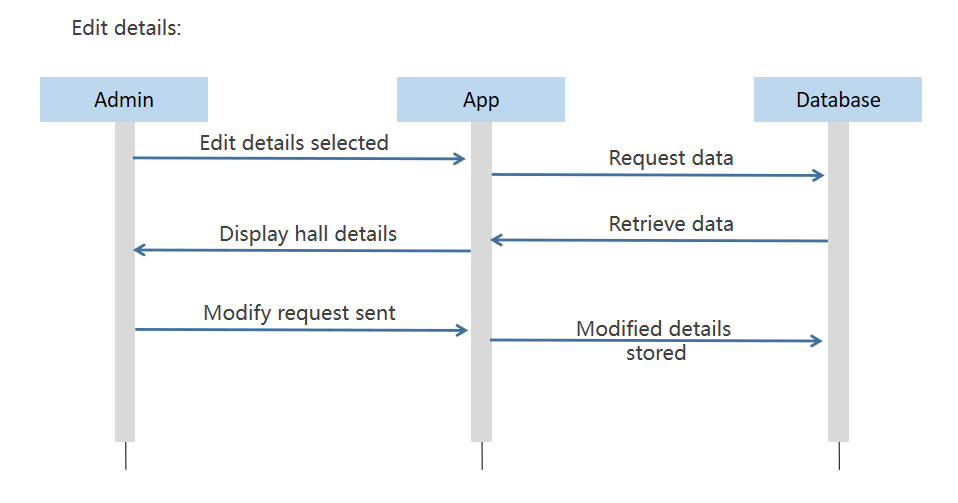 Edit details:
Admin
App
Database
Edit details selected
Request data
Retrieve data
Display hall details
Modify request sent
Modified details
stored